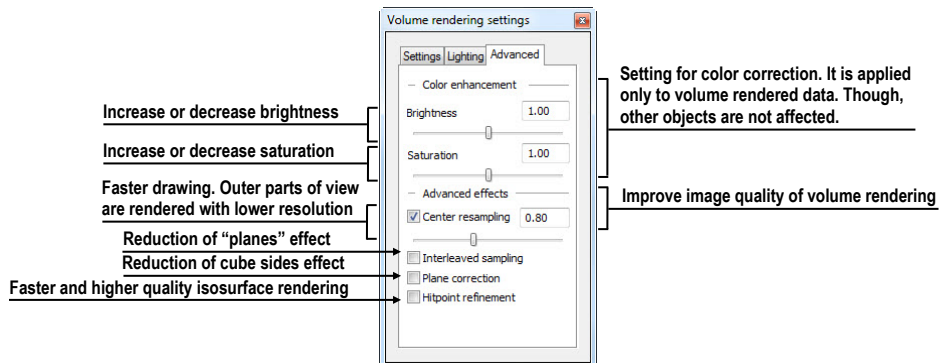 Volume rendering settings
Settings Lighting Advanced
Color enhancement
Brightness 1.00
Saturation 1.00
Advanced effects
Center resampling 0.80
Interleaved sampling
Plane correction
Hitpoint refinement
Increase or decrease brightness
Increase or decrease saturation
Faster drawing. Outer parts of view
are rendered with lower resolution
Reduction of “planes” effect
Reduction of cube sides effect
Faster and higher quality isosurface rendering
Setting for color correction. It is applied
only to volume rendered data. Though,
other objects are not affected.
Improve image quality of volume rendering